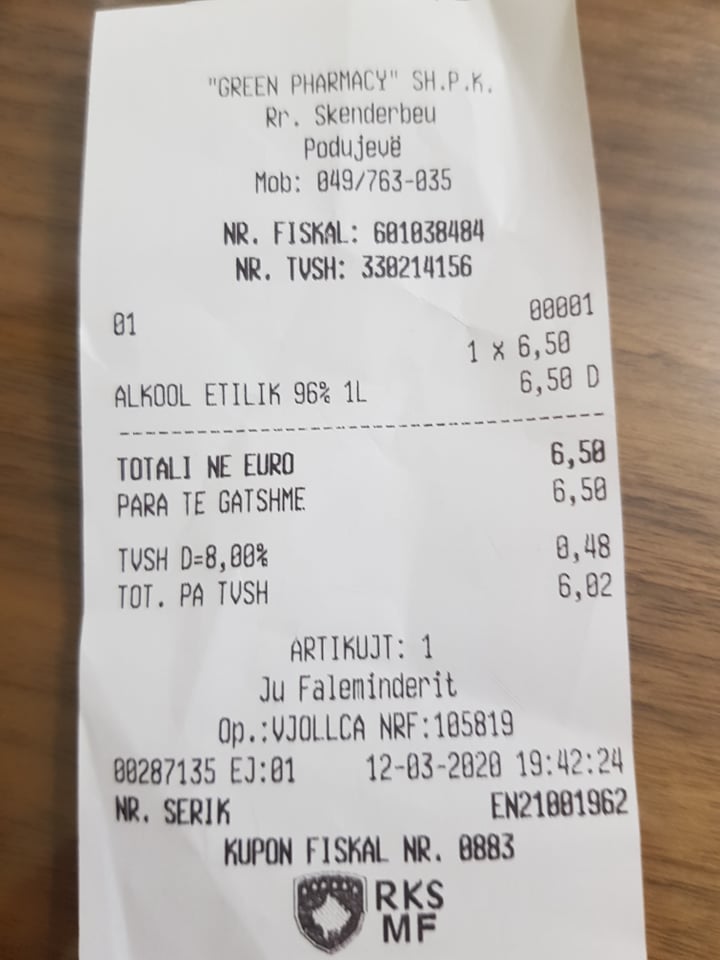 "GREEN PHARMACY" SH.P.K.
Rr. Skenderbeu
Podujevë
Mob: 049/763-035
NR. FISKAL: 601038484
NR. TVSH: 330214156
01 00001
1 x 6,50
ALKOOL ETILIK 96% 1L 6,50 D
TOTALI NE EURO 6,50
PARA TE GATSHME 6,50
TVSH D=8,00% 0,48
TOT. PA TVSH 6,02
ARTIKUJT: 1
Ju Faleminderit
Op.:VJOLLCA NRF:105819
00287135 EJ:01 12-03-2020 19:42:24
NR. SERIK EN21001962
KUPON FISKAL NR. 0883
RKS
MF